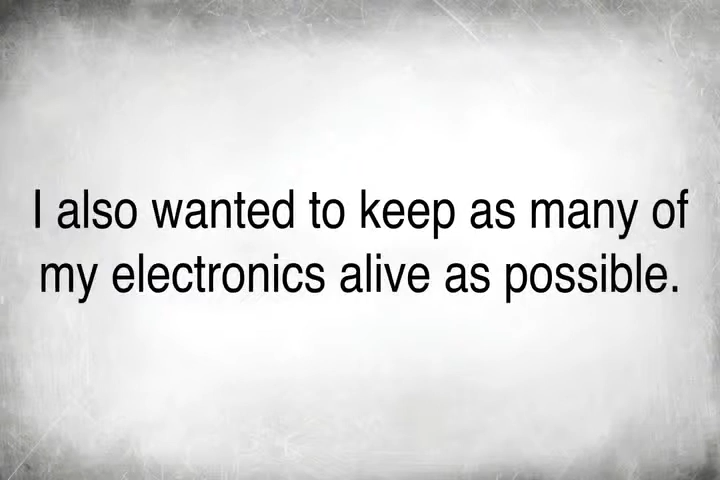 I also wanted to keep as many of
my electronics alive as possible.